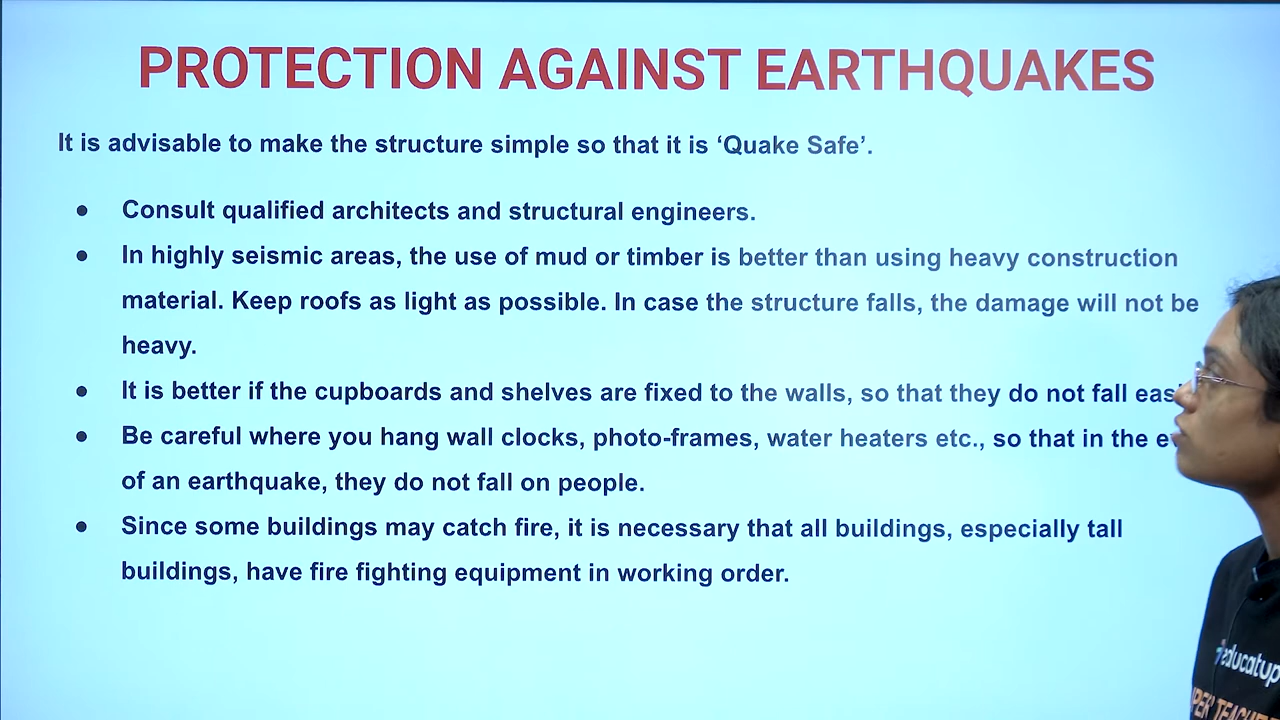 PROTECTION AGAINST EARTHQUAKES
It is advisable to make the structure simple so that it is ‘Quake Safe’.
● Consult qualified architects and structural engineers.
● In highly seismic areas, the use of mud or timber is better than using heavy construction
material. Keep roofs as light as possible. In case the structure falls, the damage will not be
heavy.
● It is better if the cupboards and shelves are fixed to the walls, so that they do not fall
● Be careful where you hang wall clocks, photo-frames, water heaters etc., so that in the
of an earthquake, they do not fall on people.
● Since some buildings may catch fire, it is necessary that all buildings, especially tall
buildings, have fire fighting equipment in working order.